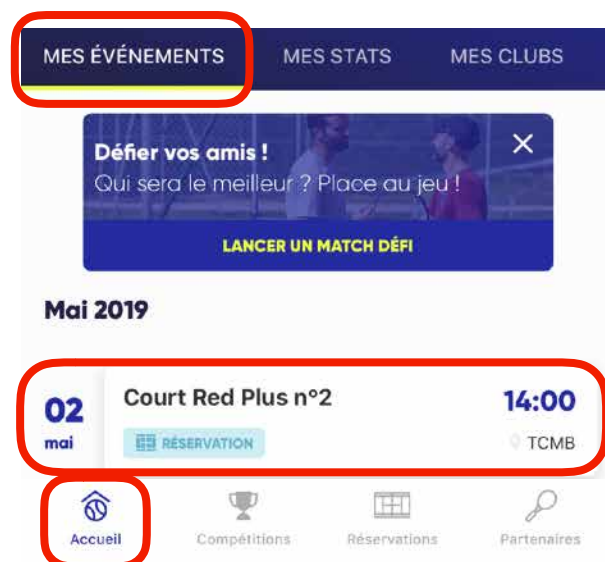 MES ÉVÉNEMENTS MES STATS MES CLUBS
Défier vos amis !
Qui sera le meilleur ? Place au jeu !
LANCER UN MATCH DÉFI
Mai 2019
Court Red Plus n°2 14:00
02
mai RÉSERVATION TCMB
Accueil Compétitions Réservations Partenaires